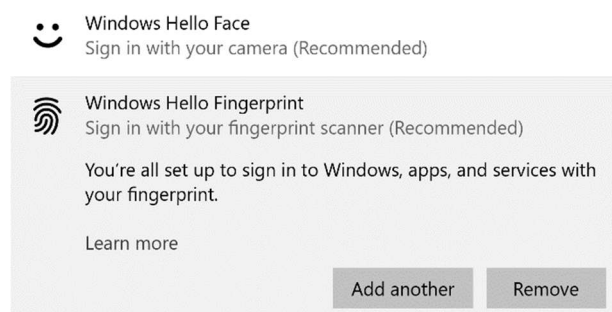 Windows Hello Face
Sign in with your camera (Recommended)
Windows Hello Fingerprint
Sign in with your fingerprint scanner (Recommended)
You’re all set up to sign in to Windows, apps, and services with
your fingerprint.
Learn more
Add another Remove